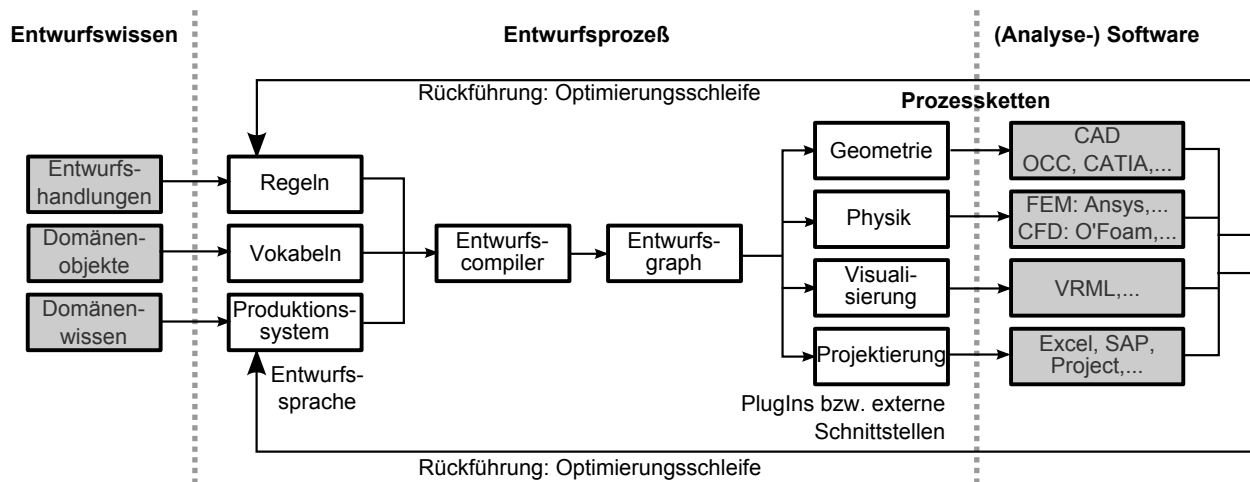 Entwurfswissen
Entwurfsprozeß
(Analyse-) Software
Rückführung: Optimierungsschleife
Prozessketten
Entwurfs-
handlungen
Regeln
Geometrie
CAD
OCC, CATIA,...
Domänen-
objekte
Vokabeln
Entwurfs-
compiler
Entwurfs-
graph
Physik
FEM: Ansys,...
CFD: O'Foam,...
Visuali-
sierung
VRML,...
Domänen-
wissen
Produktions-
system
Projektierung
Excel, SAP,
Project,...
Entwurfs-
sprache
PlugIns bzw. externe
Schnittstellen
Rückführung: Optimierungsschleife